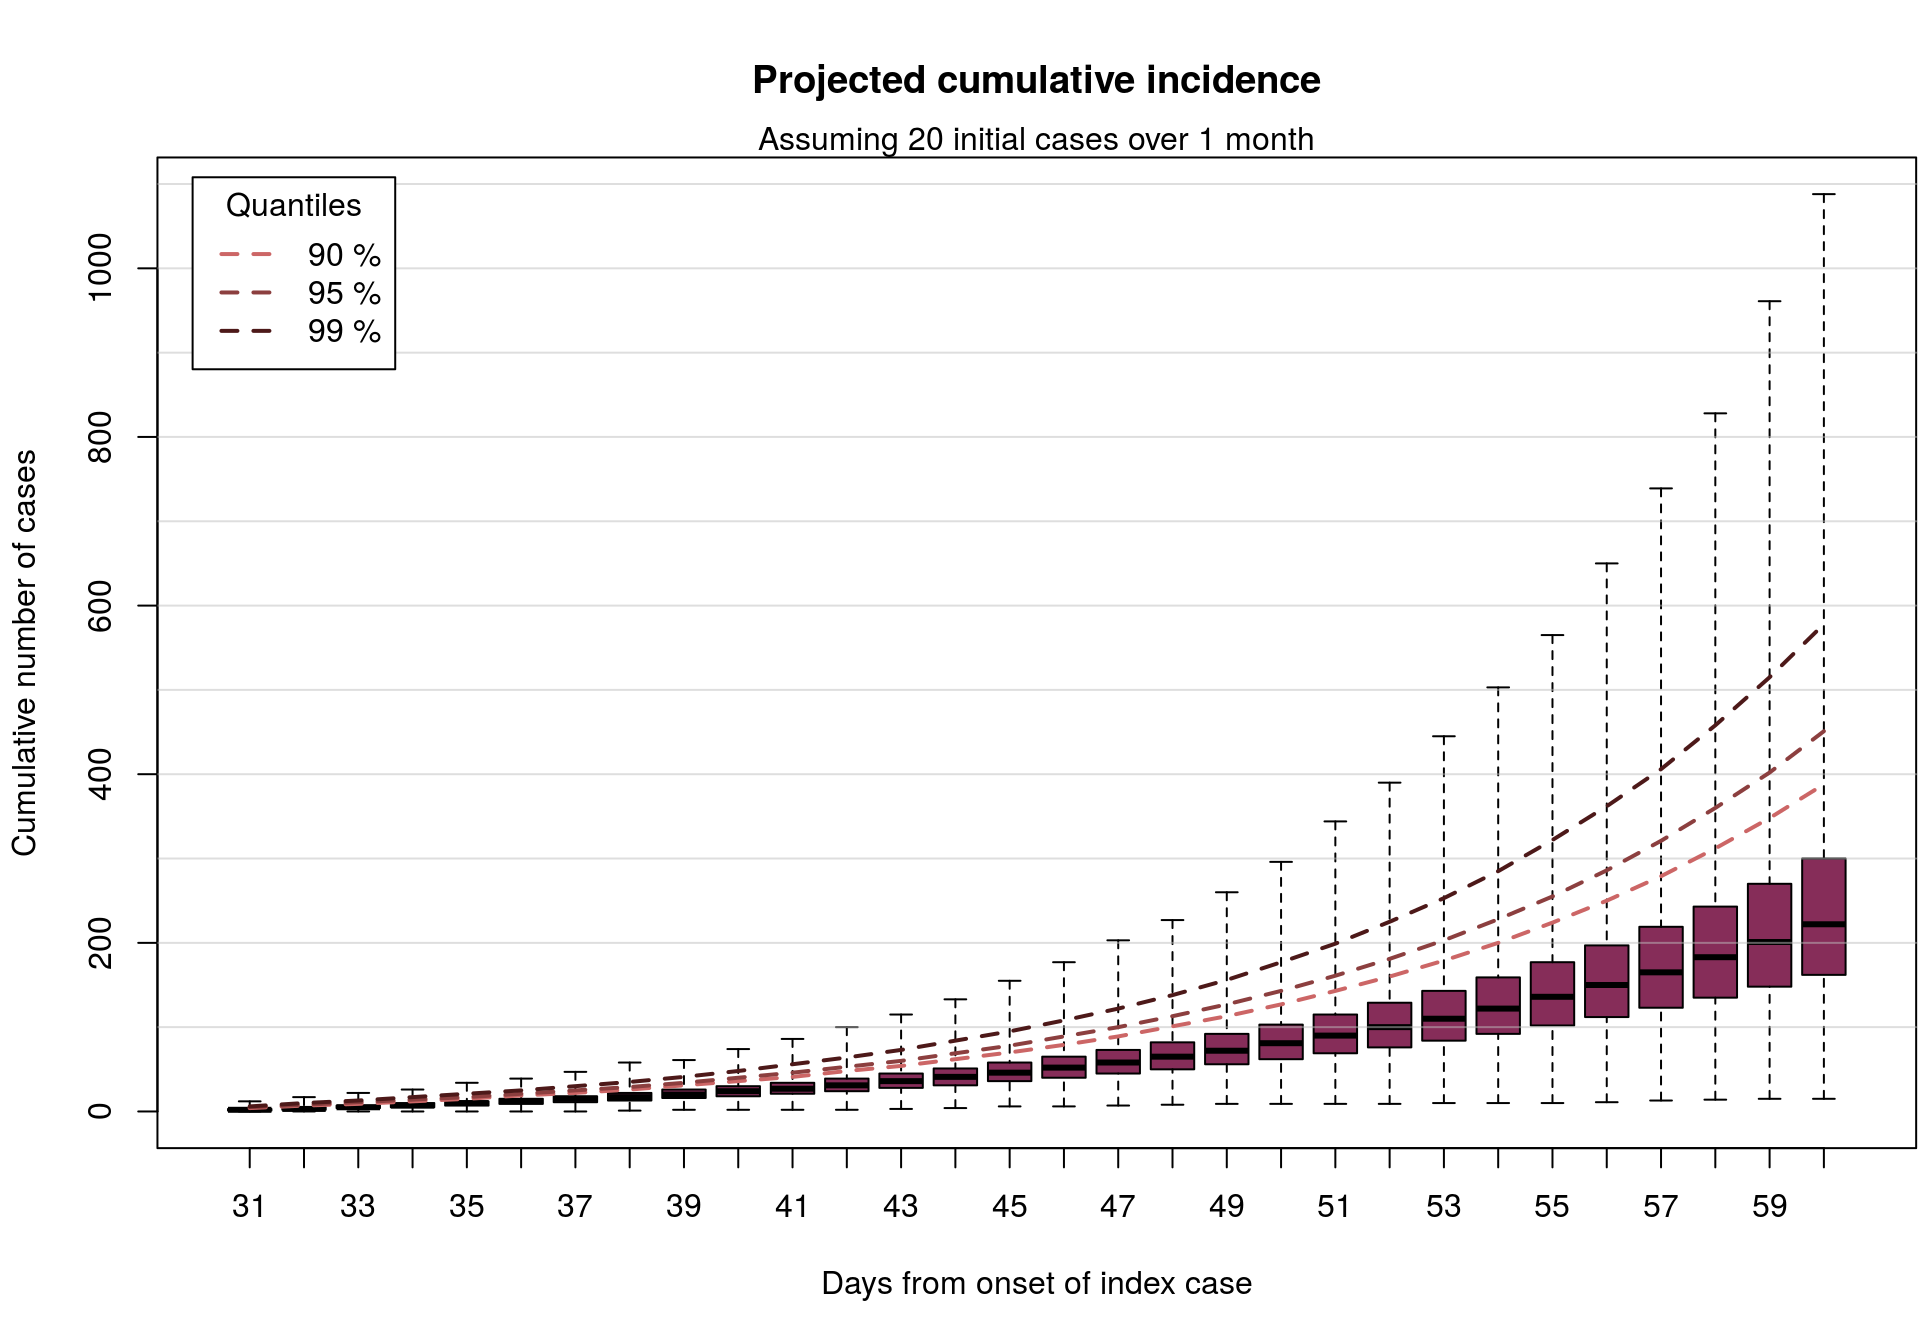 Projected cumulative incidence
Assuming 20 initial cases over 1 month
Quantiles
90 %
95 %
99 %
Cumulative number of cases
1000
800
600
400
200
0
31 33 35 37 39 41 43 45 47 49 51 53 55 57 59
Days from onset of index case